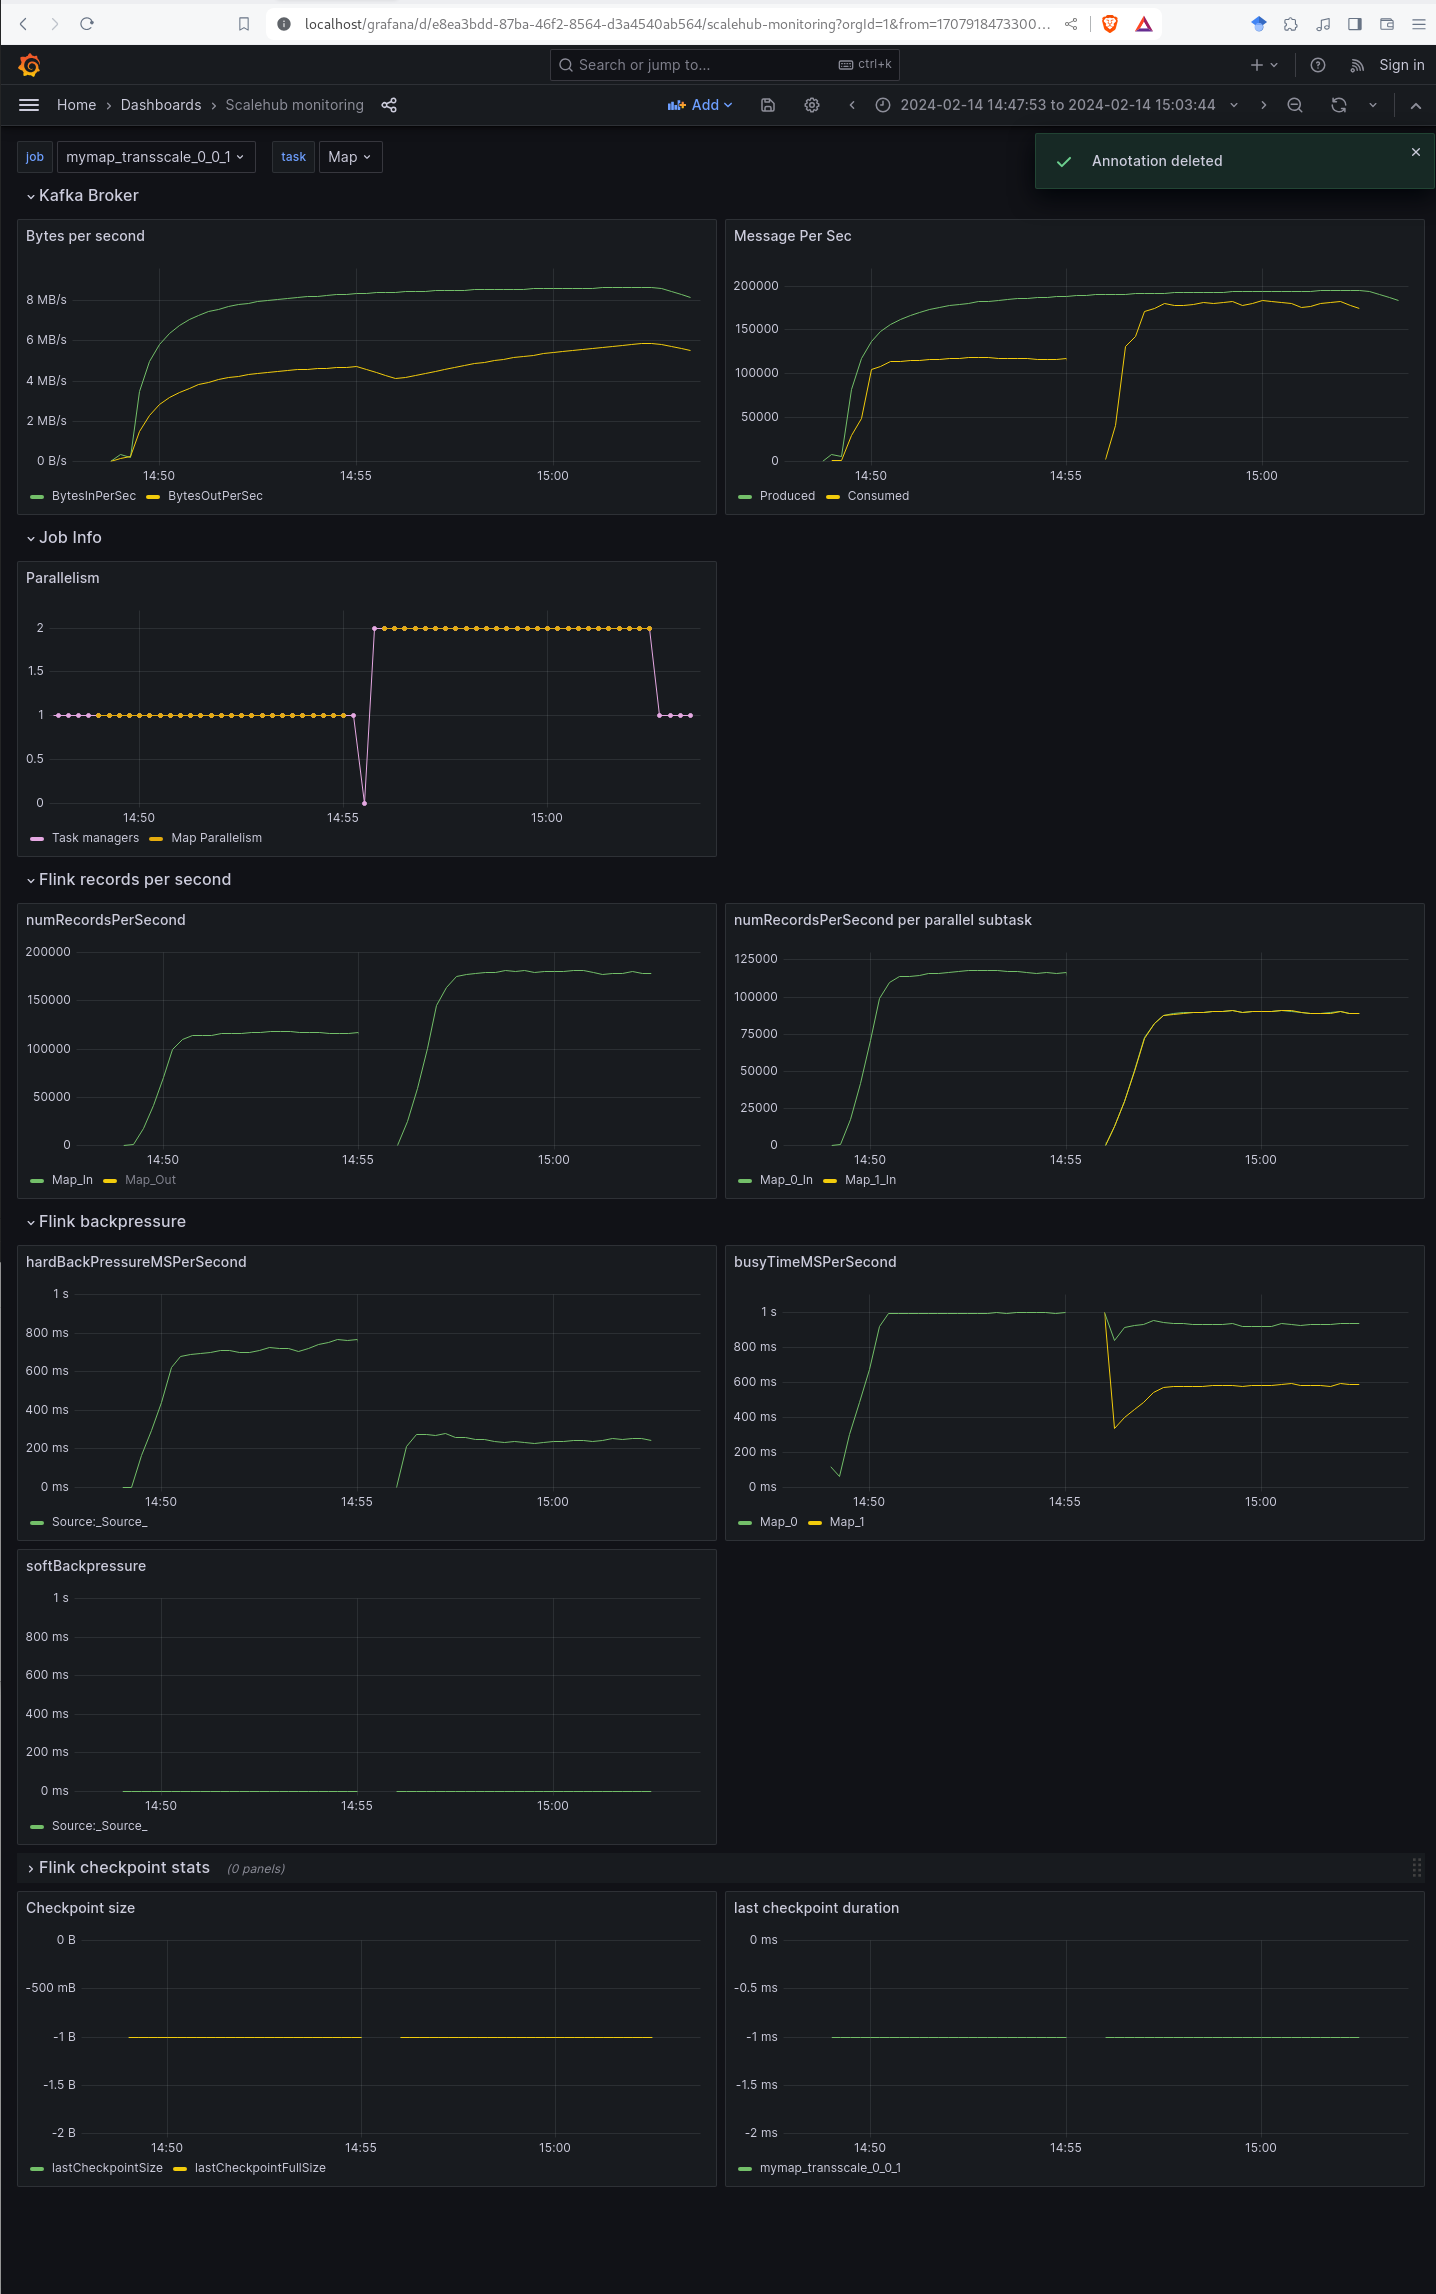 localhost/grafana/d/e8ea3bdd-87ba-46f2-8564-d3a4540ab564/scalehub-monitoring?orgId=1&from=1707918473300...
Search or jump to... ctrl+k
Sign in
Home › Dashboards › Scalehub monitoring
Add
2024-02-14 14:47:53 to 2024-02-14 15:03:44
job mymap_transscale_0_0_1 task Map
Annotation deleted
Kafka Broker
Bytes per second
8 MB/s
6 MB/s
4 MB/s
2 MB/s
0 B/s
14:50 14:55 15:00
BytesInPerSec BytesOutPerSec
Message Per Sec
200000
150000
100000
50000
0
14:50 14:55 15:00
Produced Consumed
Job Info
Parallelism
2
1.5
1
0.5
0
14:50 14:55 15:00
Task managers Map Parallelism
Flink records per second
numRecordsPerSecond
200000
150000
100000
50000
0
14:50 14:55 15:00
Map_In Map_Out
numRecordsPerSecond per parallel subtask
125000
100000
75000
50000
25000
0
14:50 14:55 15:00
Map_0_In Map_1_In
Flink backpressure
hardBackPressureMSPerSecond
1 s
800 ms
600 ms
400 ms
200 ms
0 ms
14:50 14:55 15:00
Source:_Source_
busyTimeMSPerSecond
1 s
800 ms
600 ms
400 ms
200 ms
0 ms
14:50 14:55 15:00
Map_0 Map_1
softBackpressure
1 s
800 ms
600 ms
400 ms
200 ms
0 ms
14:50 14:55 15:00
Source:_Source_
Flink checkpoint stats (0 panels)
Checkpoint size
0 B
-500 mB
-1 B
-1.5 B
-2 B
14:50 14:55 15:00
lastCheckpointSize lastCheckpointFullSize
last checkpoint duration
0 ms
-0.5 ms
-1 ms
-1.5 ms
-2 ms
14:50 14:55 15:00
mymap_transscale_0_0_1